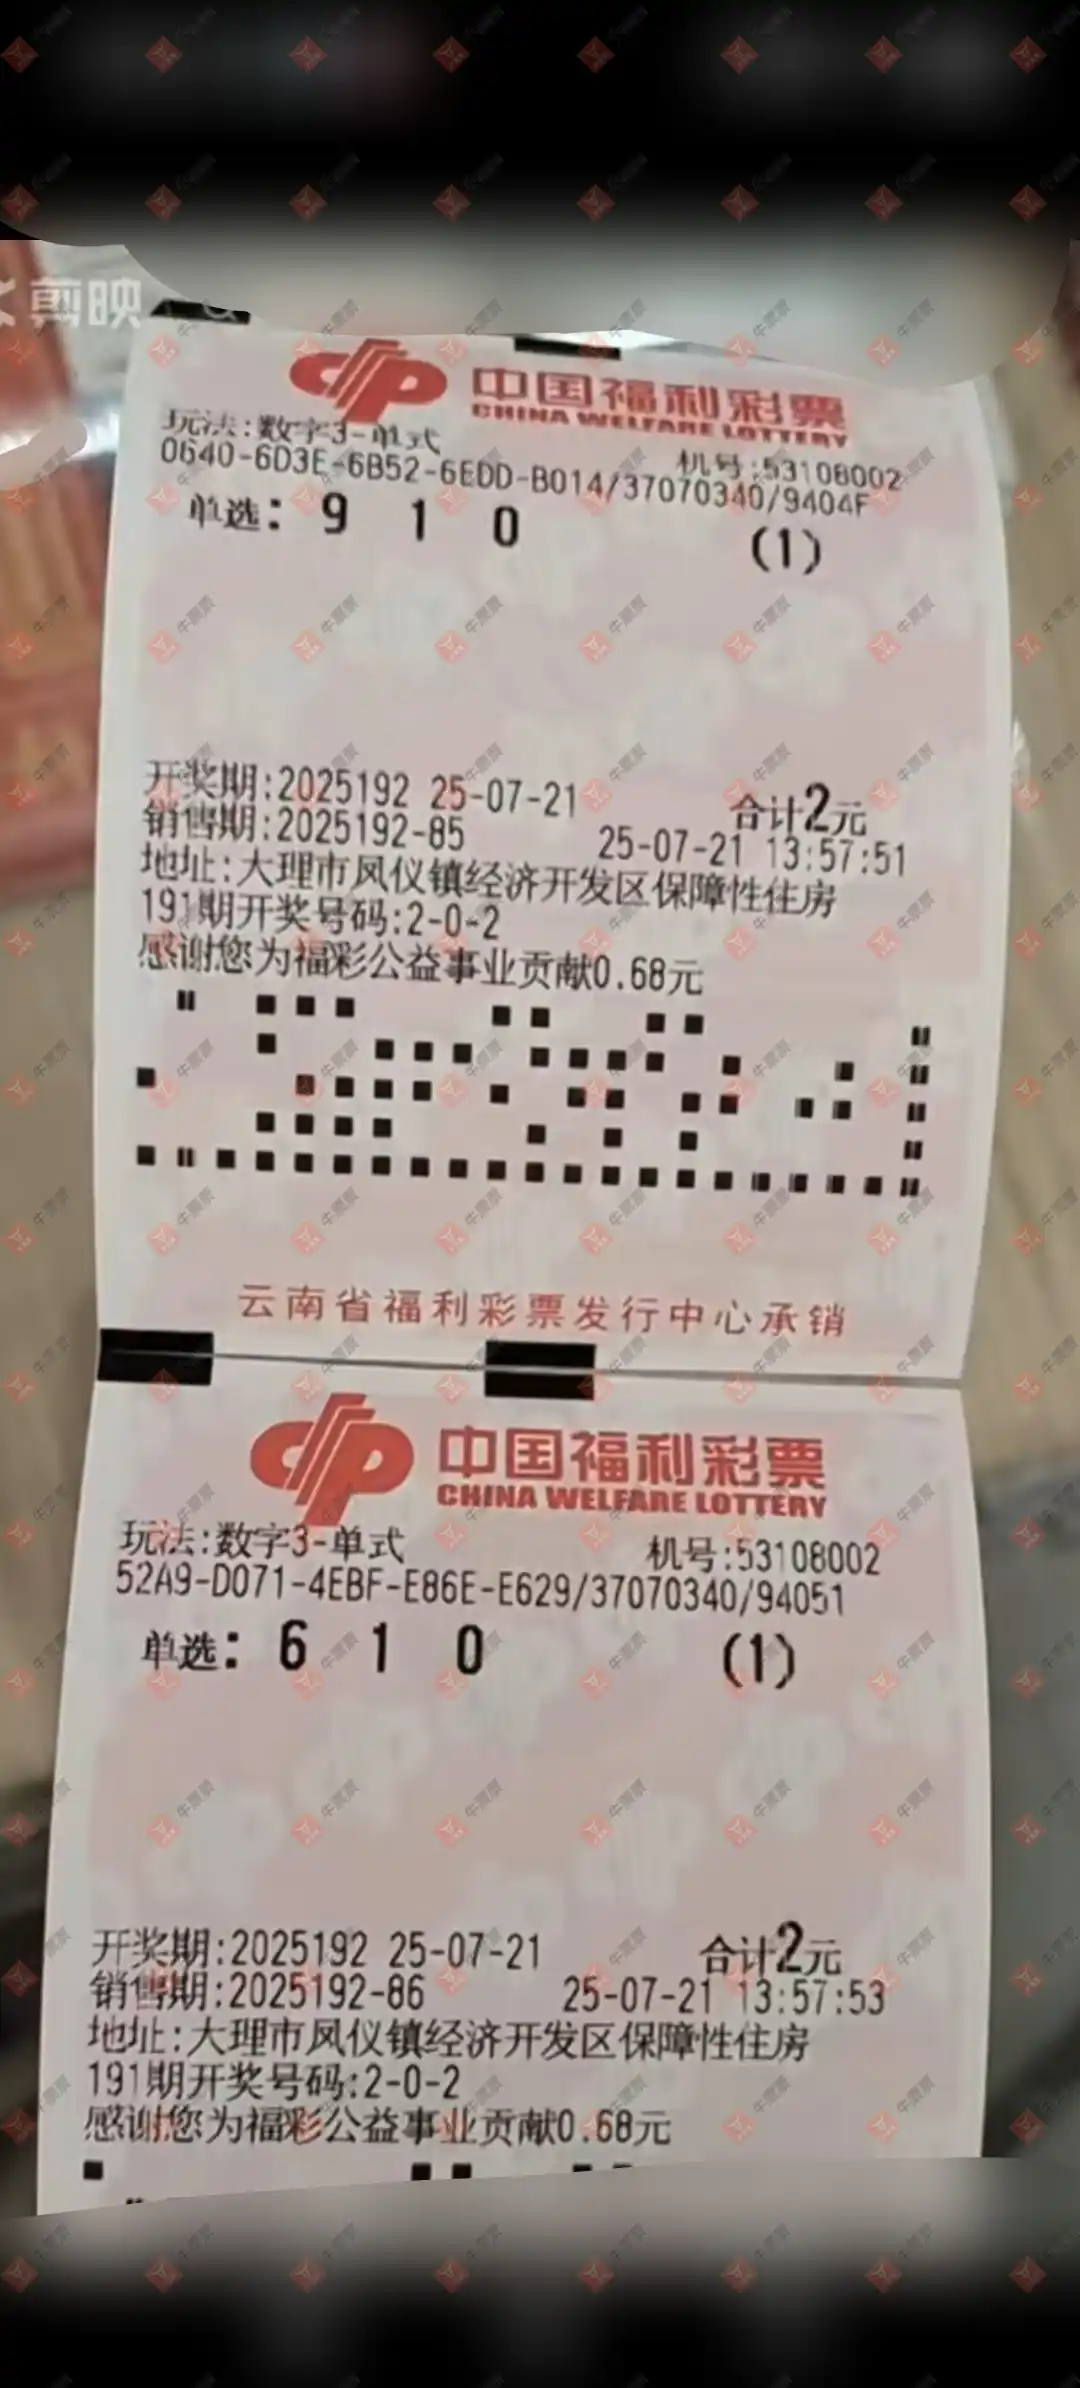 剪映
中国福利彩票
CHINA WELFARE LOTTERY
玩法:数字3-单式
机号:53108002
0640-6D3E-6B52-6EDD-B014/37070340/9404F
单选: 9 1 0 (1)
开奖期:2025192 25-07-21 合计2元
销售期:2025192-85 25-07-21 13:57:51
地址:大理市凤仪镇经济开发区保障性住房
191期开奖号码:2-0-2
感谢您为福彩公益事业贡献0.68元
云南省福利彩票发行中心承销
中国福利彩票
CHINA WELFARE LOTTERY
玩法:数字3-单式 机号:53108002
52A9-D071-4EBF-E86E-E629/37070340/94051
单选: 6 1 0 (1)
开奖期:2025192 25-07-21 合计2元
销售期:2025192-86 25-07-21 13:57:53
地址:大理市凤仪镇经济开发区保障性住房
191期开奖号码:2-0-2
感谢您为福彩公益事业贡献0.68元